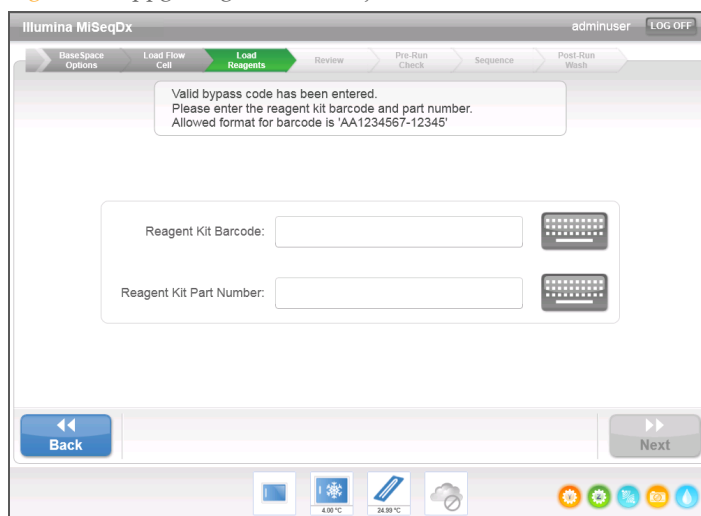 Illumina MiSeqDx
adminuser
LOG OFF
BaseSpace
Options
Load Flow
Cell
Load
Reagents
Review
Pre-Run
Check
Sequence
Post-Run
Wash
Valid bypass code has been entered.
Please enter the reagent kit barcode and part number.
Allowed format for barcode is 'AA1234567-12345'
Reagent Kit Barcode:
Reagent Kit Part Number:
Back
Next
4.00 °C
24.99 °C